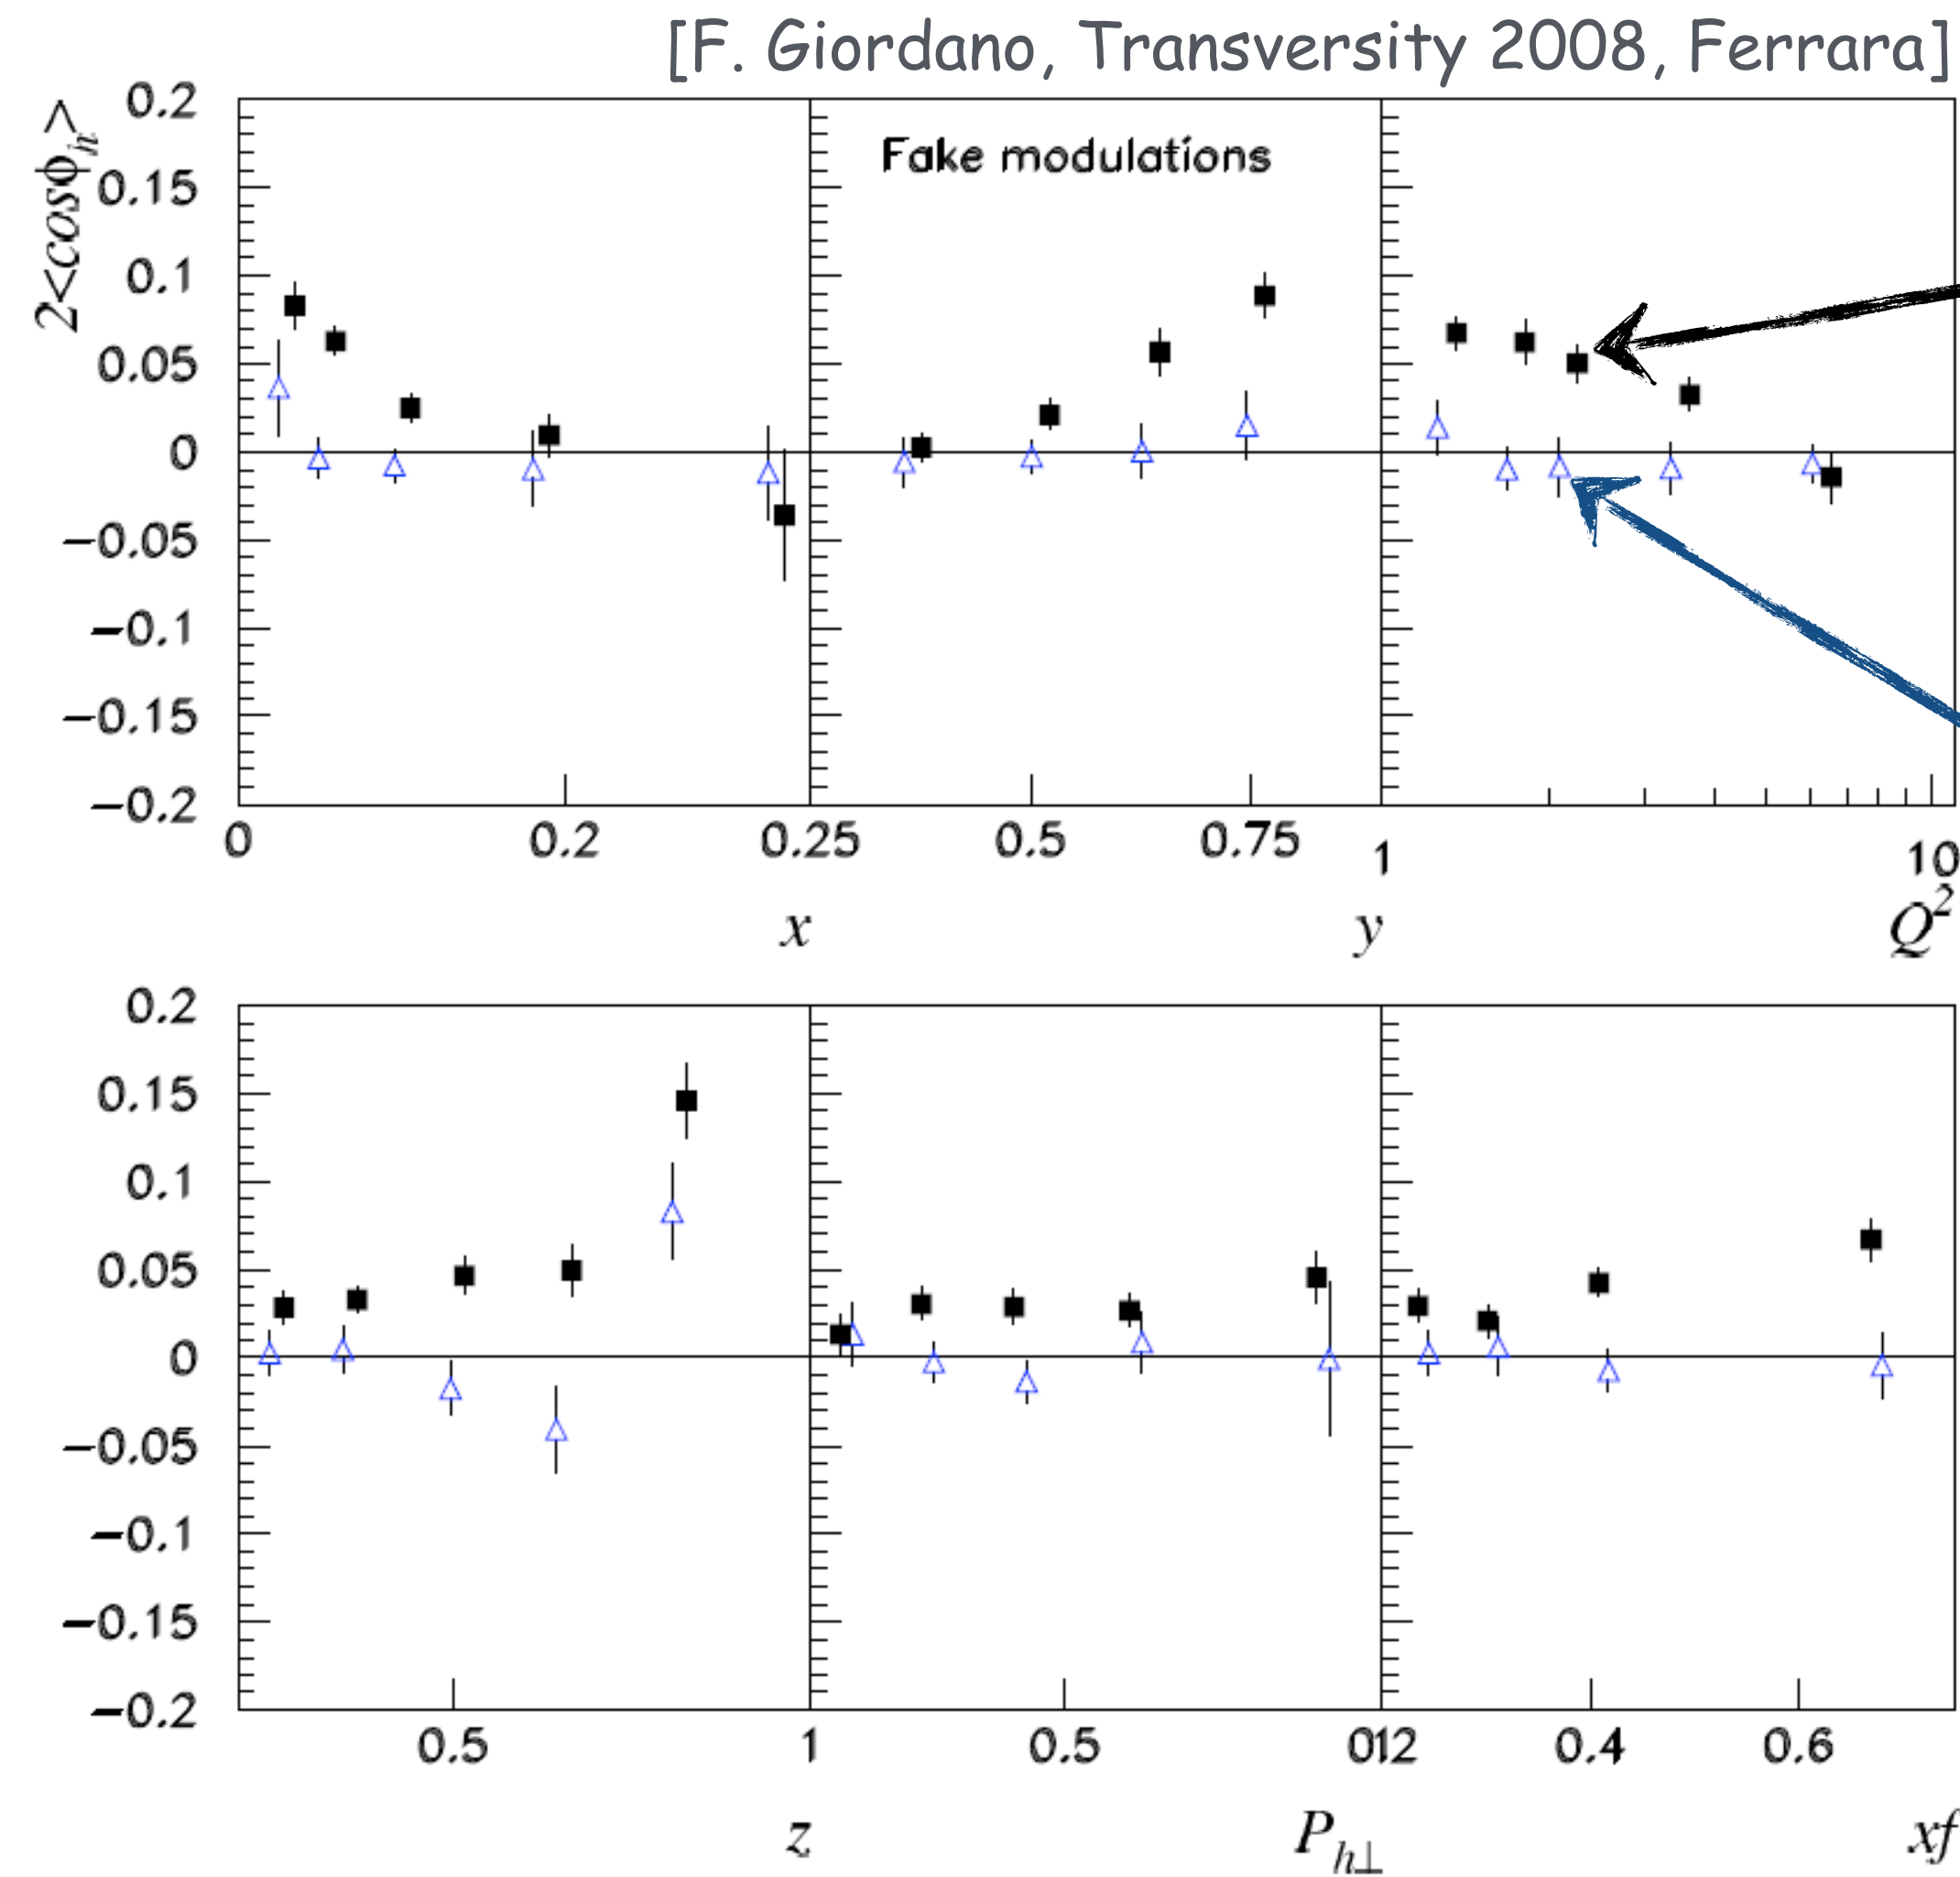 [F. Giordano, Transversity 2008, Ferrara]
2<cosϕh>
Fake modulations
0.2
0.15
0.1
0.05
0
−0.05
−0.1
−0.15
−0.2
0 0.2 0.25 0.5 0.75 1 10
x y Q²
0.2
0.15
0.1
0.05
0
−0.05
−0.1
−0.15
−0.2
0.5 1 0.5 012 0.4 0.6
z Ph⊥ xf